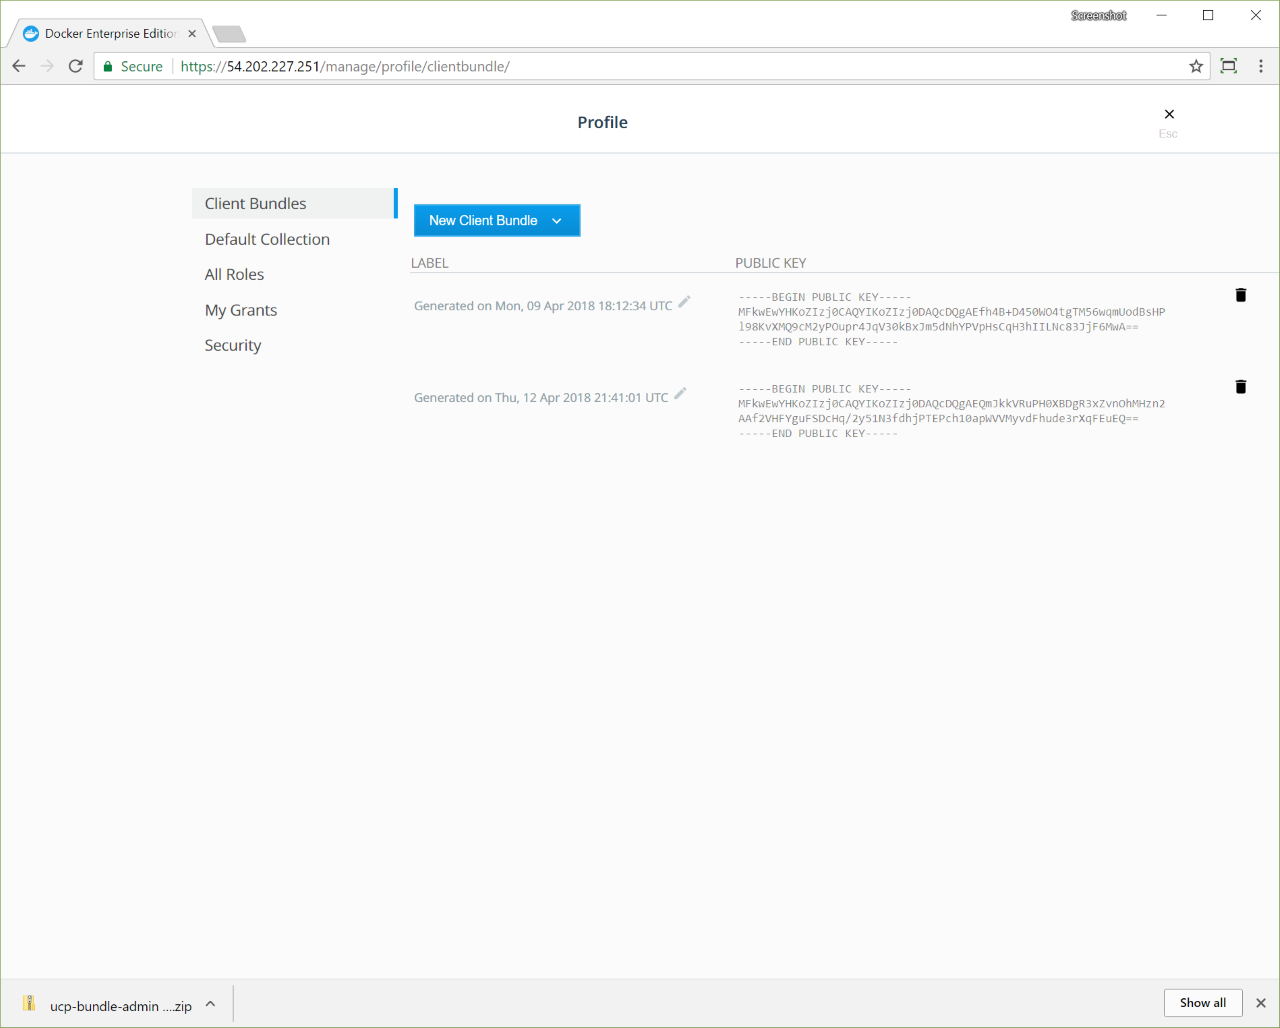 Screenshot
Docker Enterprise Edition
Secure https://54.202.227.251/manage/profile/clientbundle/
Profile
Esc
Client Bundles
Default Collection
All Roles
My Grants
Security
New Client Bundle
LABEL PUBLIC KEY
Generated on Mon, 09 Apr 2018 18:12:34 UTC
-----BEGIN PUBLIC KEY-----
MFkwEwYHKoZIzj0CAQYIKoZIzj0DAQcDQgAEfh4B+D450WO4tgTM56wqmUodBsHP
l98KvXMQ9cM2yPOupr4JqV30kBxJm5dNhYPVpHsCqH3hIILNc83JjF6MwA==
-----END PUBLIC KEY-----
Generated on Thu, 12 Apr 2018 21:41:01 UTC
-----BEGIN PUBLIC KEY-----
MFkwEwYHKoZIzj0CAQYIKoZIzj0DAQcDQgAEQmJkkVRuPH0XBDgR3xZvnOhMHzn2
AAf2VHFYguFSDcHq/2y51N3fdhjPTEPch10apWVVMyvdFhude3rXqFEuEQ==
-----END PUBLIC KEY-----
ucp-bundle-admin ....zip
Show all